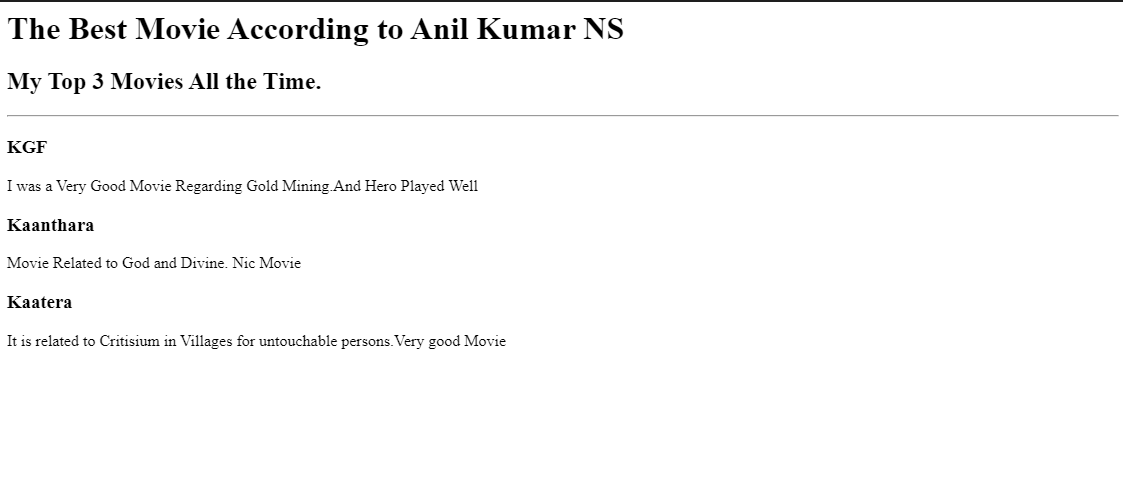 The Best Movie According to Anil Kumar NS
My Top 3 Movies All the Time.
KGF
I was a Very Good Movie Regarding Gold Mining.And Hero Played Well
Kaanthara
Movie Related to God and Divine. Nic Movie
Kaatera
It is related to Critisium in Villages for untouchable persons.Very good Movie